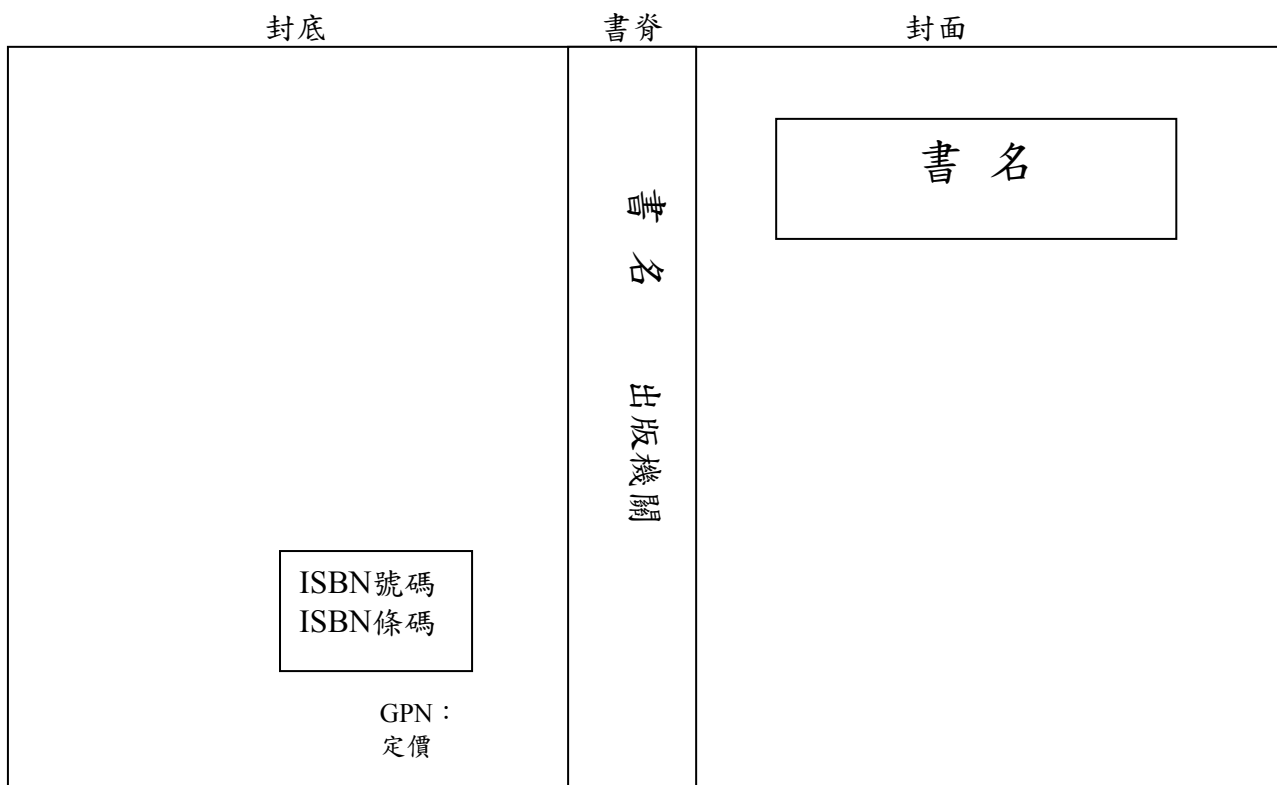 封底 書脊 封面
書 名
書 名
出版機關
ISBN號碼
ISBN條碼
GPN：
定價